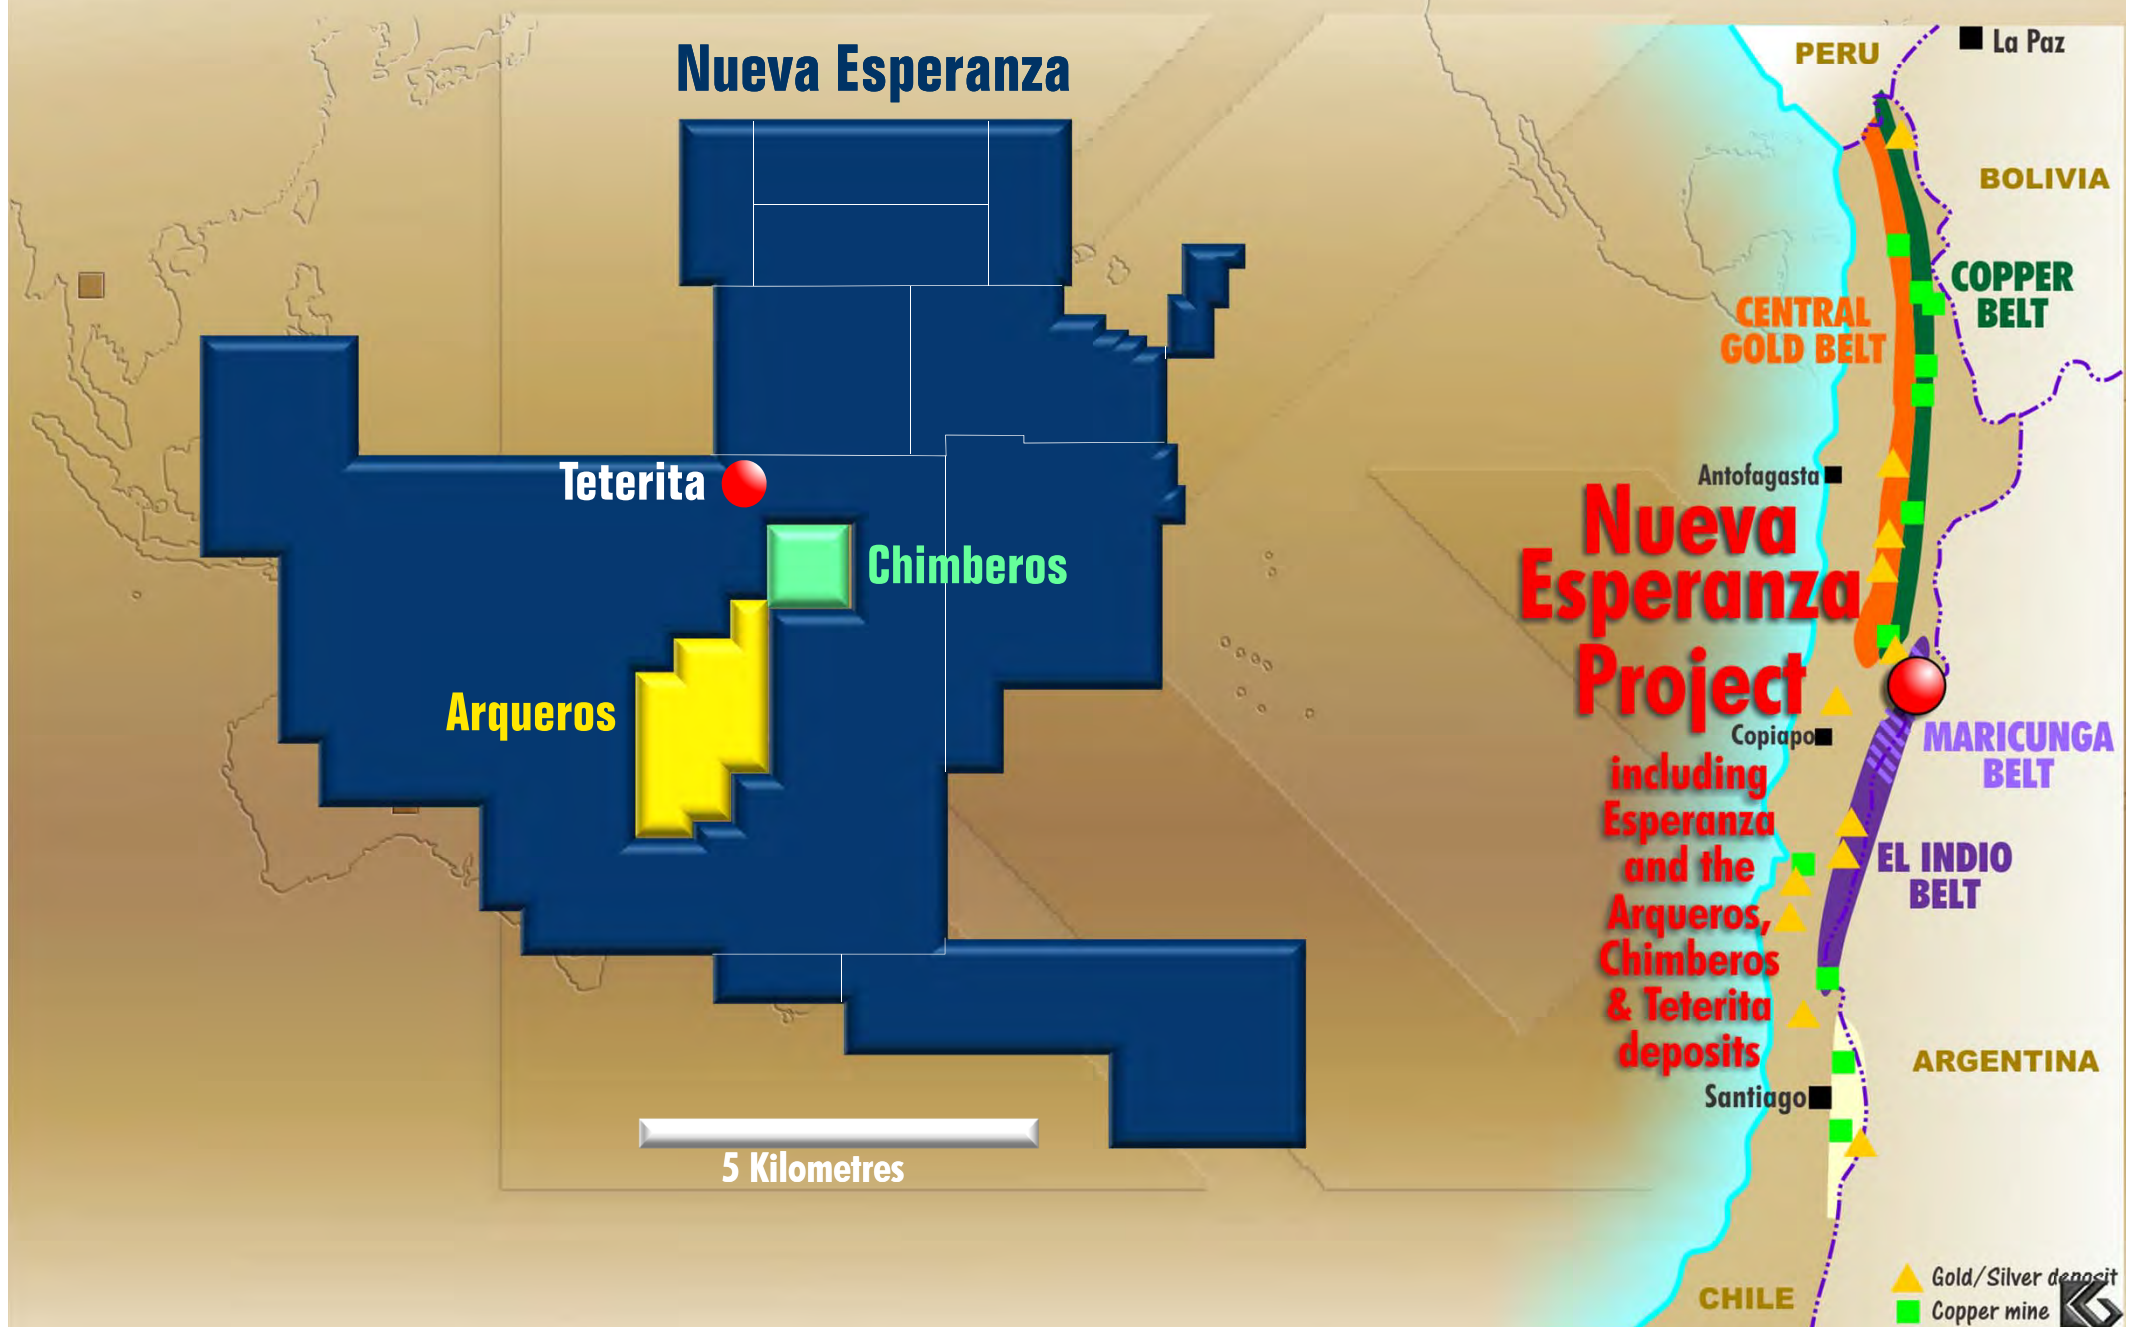 Nueva Esperanza
Teterita
Chimberos
Arqueros
5 Kilometres
PERU
La Paz
BOLIVIA
COPPER
BELT
CENTRAL
GOLD BELT
Antofagasta
Nueva
Esperanza
Project
Copiapo
including
Esperanza
and the
Arqueros,
Chimberos
& Teterita
deposits
MARICUNGA
BELT
EL INDIO
BELT
ARGENTINA
Santiago
CHILE
Gold/Silver deposit
Copper mine